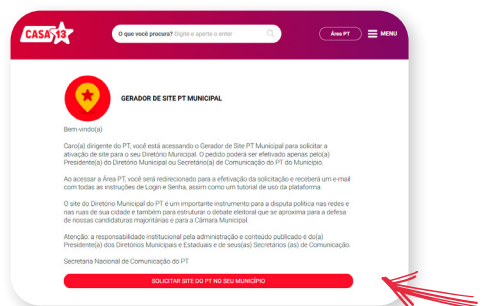 CASA 13
O que você procura? Digite e aperte o enter
Área PT
MENU
GERADOR DE SITE PT MUNICIPAL
Bem-vindo(a)
Caro(a) dirigente do PT, você está acessando o Gerador de Site PT Municipal para solicitar a
ativação de site para o seu Diretório Municipal. O pedido poderá ser efetivado apenas pelo(a)
Presidente(a) do Diretório Municipal ou Secretário(a) de Comunicação do PT do Município.
Ao acessar a Área PT, você será redirecionado para a efetivação da solicitação e receberá um e-mail
com todas as instruções de Login e Senha, assim como um tutorial de uso da plataforma.
O site do Diretório Municipal do PT é um importante instrumento para a disputa política nas redes e
nas ruas de sua cidade e também para estruturar o debate eleitoral que se aproxima para a defesa
de nossas candidaturas majoritárias e para a Câmara Municipal.
Atenção: a responsabilidade institucional pela administração e conteúdo publicado é do(a)
Presidente(a) dos Diretórios Municipais e Estaduais e de seus(as) Secretários (as) de Comunicação.
Secretaria Nacional de Comunicação do PT
SOLICITAR SITE DO PT NO SEU MUNICÍPIO